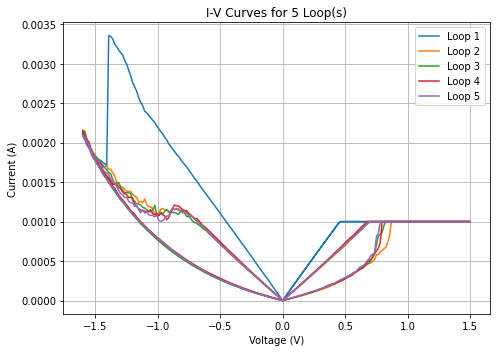 I-V Curves for 5 Loop(s)
0.0035
0.0030
0.0025
0.0020
0.0015
0.0010
0.0005
0.0000
Current (A)
Loop 1
Loop 2
Loop 3
Loop 4
Loop 5
−1.5 −1.0 −0.5 0.0 0.5 1.0 1.5
Voltage (V)